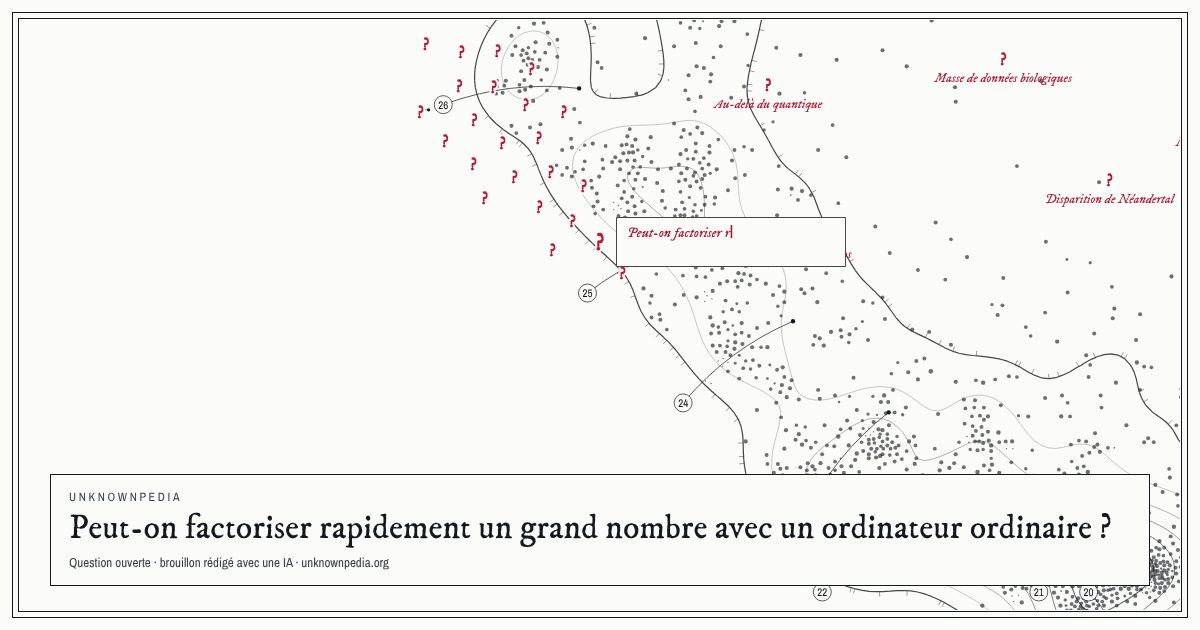 Masse de données biologiques
Au-delà du quantique
26
Disparition de Néandertal
Peut-on factoriser r
25
24
UNKNOWNPEDIA
Peut-on factoriser rapidement un grand nombre avec un ordinateur ordinaire ?
Question ouverte · brouillon rédigé avec une IA · unknownpedia.org
22
21
20